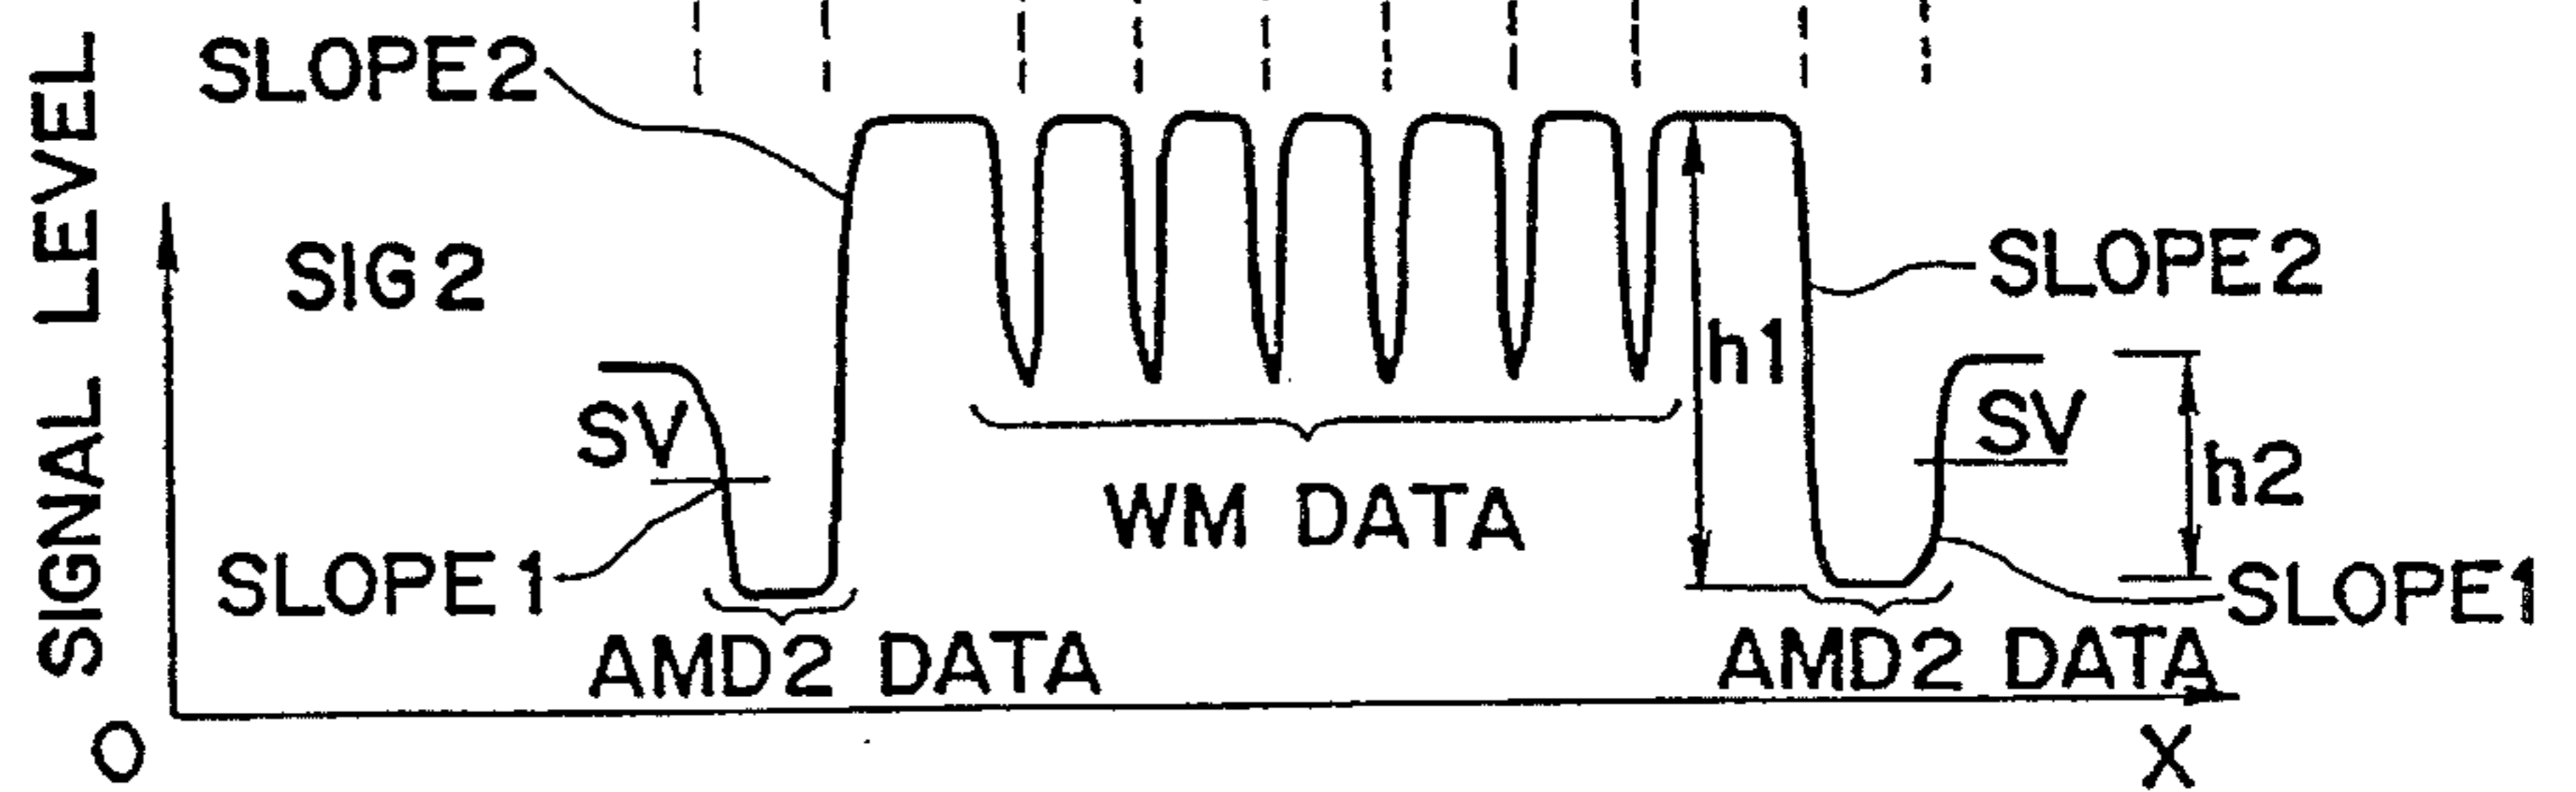 SIGNAL LEVEL
SLOPE2
SIG2
SV
SLOPE1
AMD2 DATA
WM DATA
h1
SLOPE2
SV
h2
SLOPE1
AMD2 DATA
O
X